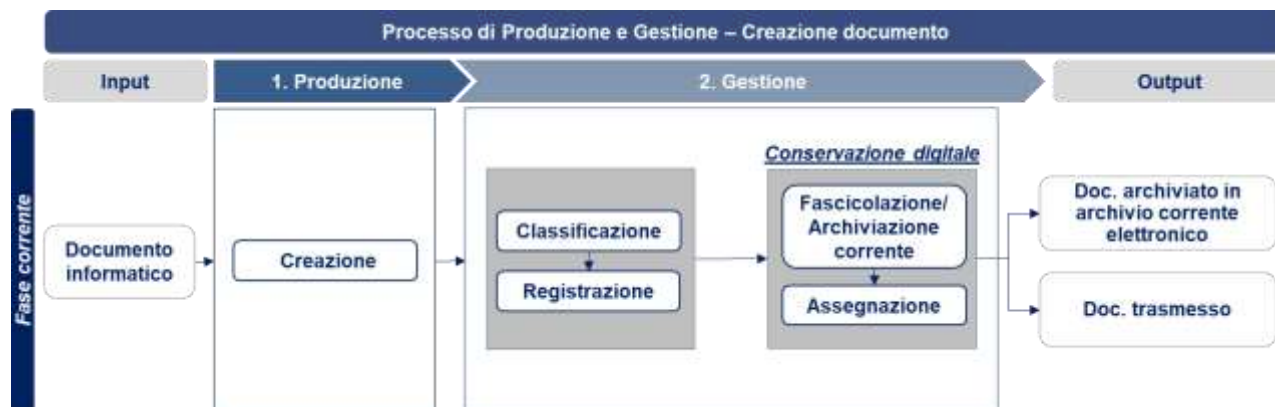 Processo di Produzione e Gestione – Creazione documento
Input
1. Produzione
2. Gestione
Output
Fase corrente
Documento
informatico
Creazione
Classificazione
Registrazione
Conservazione digitale
Fascicolazione/
Archiviazione
corrente
Assegnazione
Doc. archiviato in
archivio corrente
elettronico
Doc. trasmesso